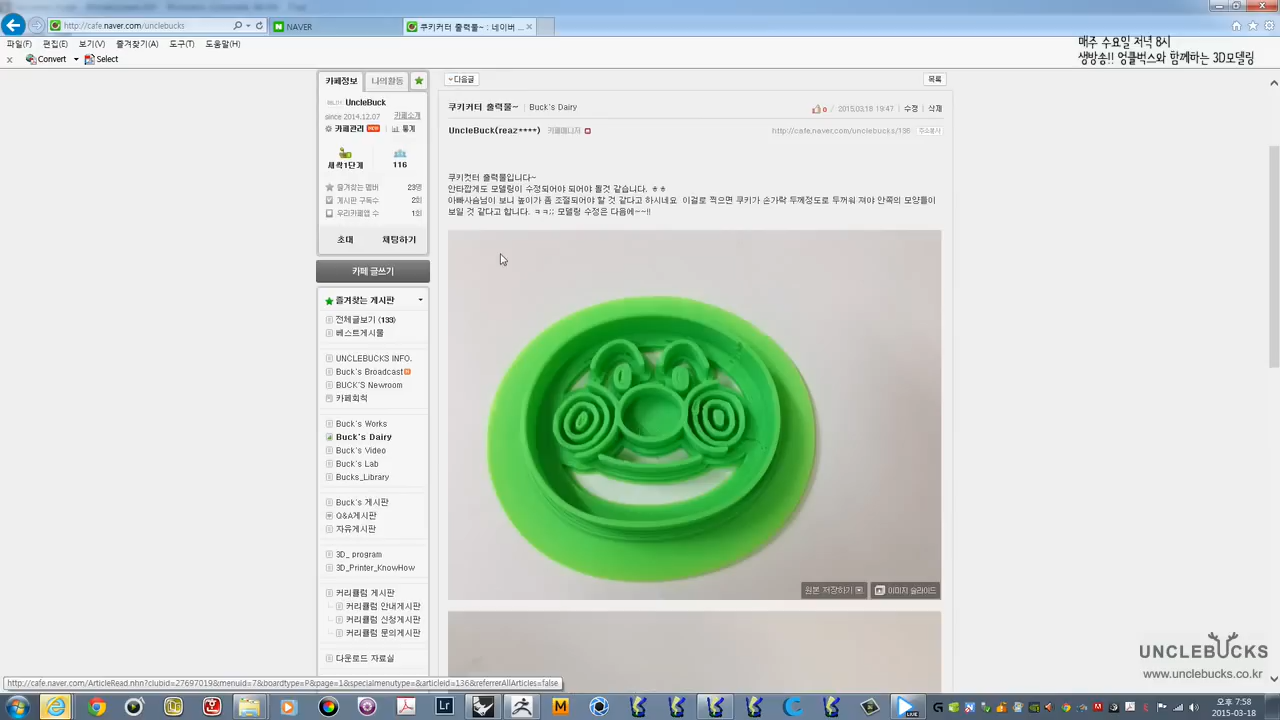 http://cafe.naver.com/unclebucks
NAVER
쿠키커터 출력물~ : 네이버 ...
파일(F) 편집(E) 보기(V) 즐겨찾기(A) 도구(T) 도움말(H)
x Convert Select
매주 수요일 저녁 8시
생방송!! 엉클벅스와 함께하는 3D모델링
카페정보 나의활동
다음글 목록
UncleBuck
쿠키커터 출력물~ Buck's Dairy
0 / 2015.03.18 19:47 수정 삭제
since 2014.12.07 카페소개
카페관리 통계
UncleBuck(reaz****) 카페매니저
http://cafe.naver.com/unclebucks/136 주소복사
새싹1단계 116
즐겨찾는 멤버 23명
게시판 구독수 2회
우리카페앱 수 1회
초대 채팅하기
쿠키컷터 출력물입니다~
안타깝게도 모델링이 수정되어야 되어야 될것 같습니다. ㅎㅎ
아빠사슴님이 보니 높이가 좀 조절되어야 할 것 같다고 하시네요 이걸로 찍으면 쿠키가 손가락 두께정도로 두꺼워 져야 안쪽의 모양들이
보일 것 같다고 합니다. ㅋㅋ;; 모델링 수정은 다음에~~!!
카페 글쓰기
즐겨찾는 게시판
전체글보기 (133)
베스트게시물
UNCLEBUCKS INFO.
Buck's Broadcast
BUCK'S Newroom
카페회칙
Buck's Works
Buck's Dairy
Buck's Video
Buck's Lab
Bucks_Library
Buck's 게시판
Q&A게시판
자유게시판
3D_ program
3D_Printer_KnowHow
커리큘럼 게시판
커리큘럼 안내게시판
커리큘럼 신청게시판
커리큘럼 문의게시판
다운로드 자료실
원본 저장하기 이미지 슬라이드
UNCLEBUCKS
www.unclebucks.co.kr
http://cafe.naver.com/ArticleRead.nhn?clubid=27697019&menuid=7&boardtype=P&page=1&specialmenutype=&articleid=136&referrerAllArticles=false
Lr
LIVE
오후 7:58
2015-03-18